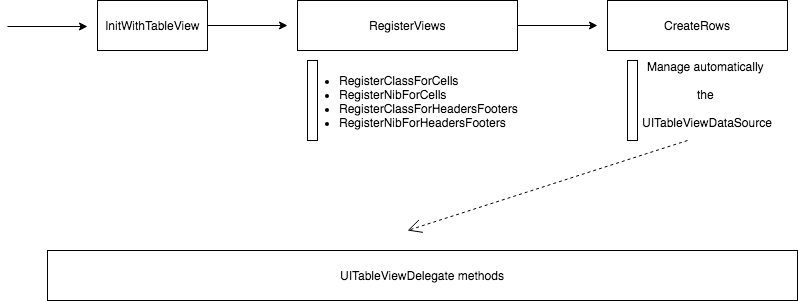 InitWithTableView
RegisterViews
CreateRows
• RegisterClassForCells
• RegisterNibForCells
• RegisterClassForHeadersFooters
• RegisterNibForHeadersFooters
Manage automatically
the
UITableViewDataSource
UITableViewDelegate methods